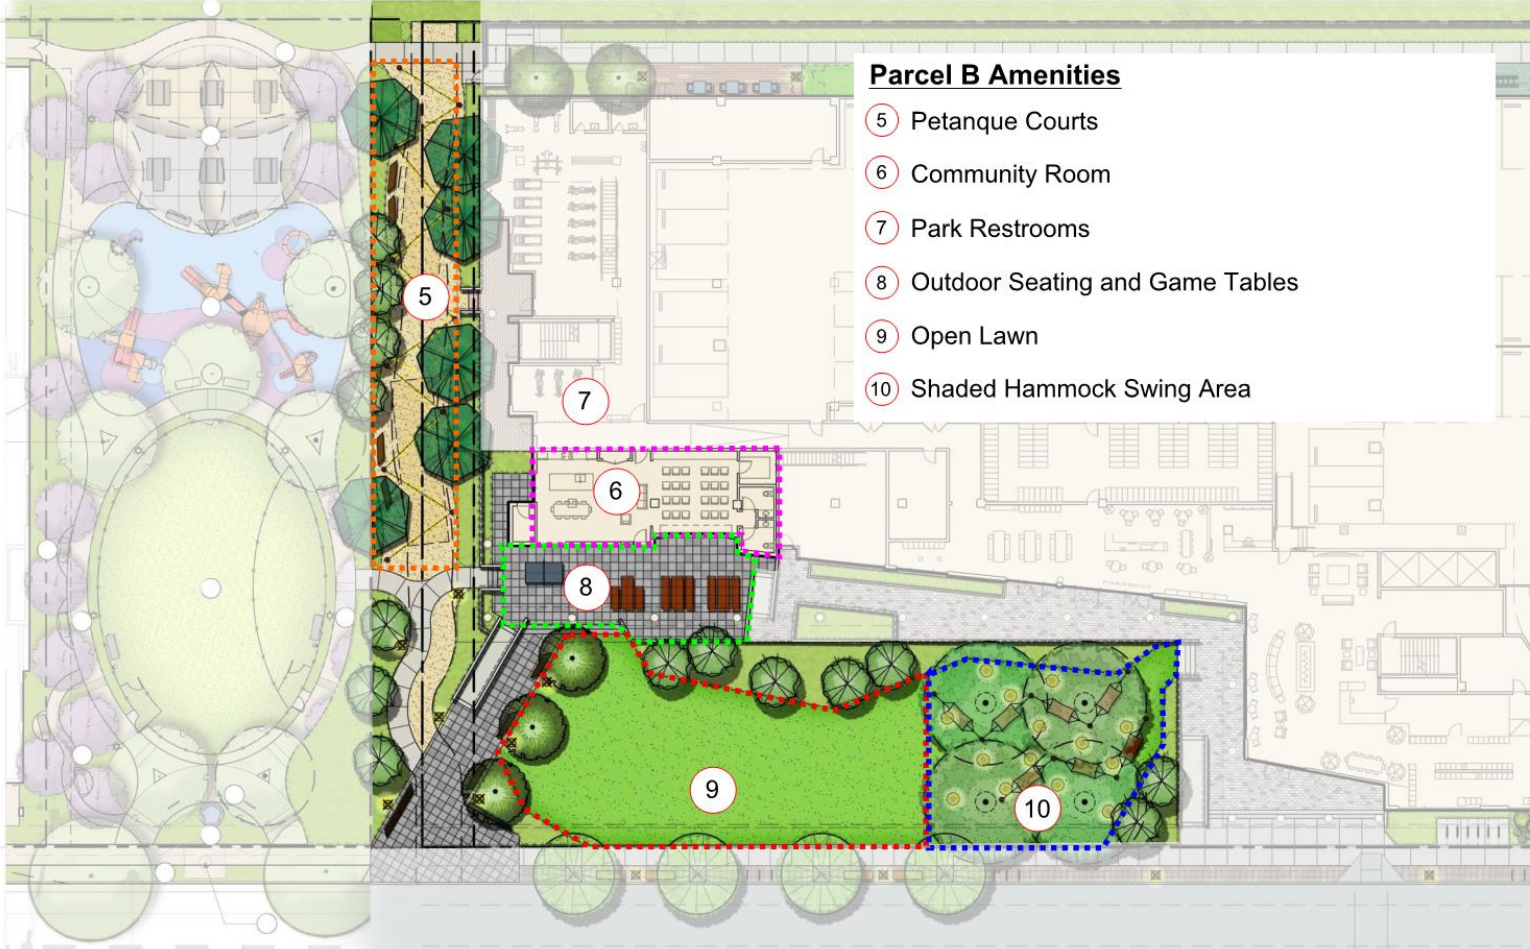 Parcel B Amenities
5 Petanque Courts
6 Community Room
7 Park Restrooms
8 Outdoor Seating and Game Tables
9 Open Lawn
10 Shaded Hammock Swing Area
5
7
6
8
9
10